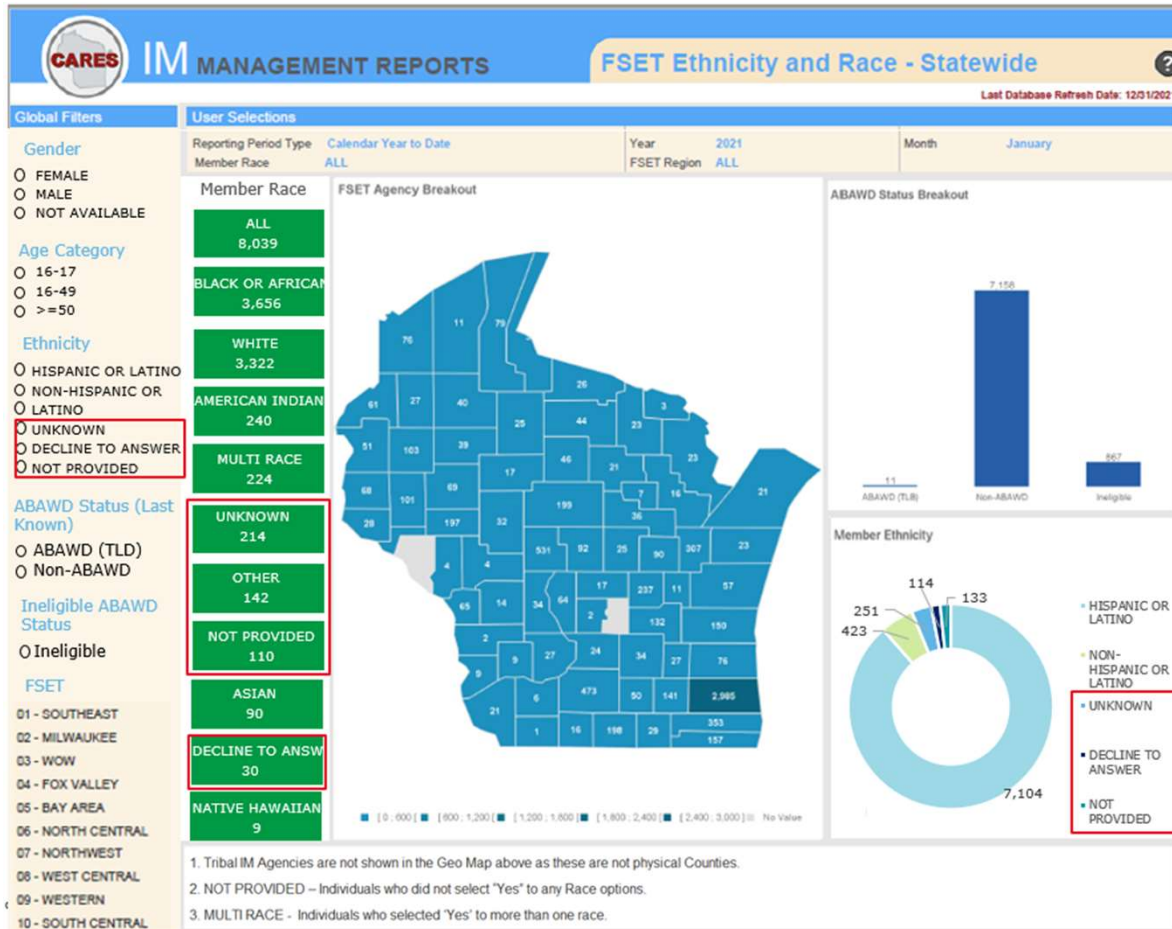 CARES IM MANAGEMENT REPORTS
FSET Ethnicity and Race - Statewide
?
Last Database Refresh Date: 12/31/2021
Global Filters
User Selections
Reporting Period Type Calendar Year to Date Year 2021 Month January
Member Race ALL FSET Region ALL
Gender
FEMALE
MALE
NOT AVAILABLE
Age Category
16-17
16-49
>=50
Ethnicity
HISPANIC OR LATINO
NON-HISPANIC OR
LATINO
UNKNOWN
DECLINE TO ANSWER
NOT PROVIDED
ABAWD Status (Last
Known)
ABAWD (TLD)
Non-ABAWD
Ineligible ABAWD
Status
Ineligible
FSET
01 - SOUTHEAST
02 - MILWAUKEE
03 - WOW
04 - FOX VALLEY
05 - BAY AREA
06 - NORTH CENTRAL
07 - NORTHWEST
08 - WEST CENTRAL
09 - WESTERN
10 - SOUTH CENTRAL
Member Race
ALL
8,039
BLACK OR AFRICAN
3,656
WHITE
3,322
AMERICAN INDIAN
240
MULTI RACE
224
UNKNOWN
214
OTHER
142
NOT PROVIDED
110
ASIAN
90
DECLINE TO ANSW
30
NATIVE HAWAIIAN
9
FSET Agency Breakout
76 11 79
26
61 27 40 3
25 44 23
51 103 39
46 23
17 21
68 101 69 7 16 21
199
28 197 32 36
531 92 25 90 307 23
4 4
17 237 11 57
65 14 34 64
2 132 150
2
9 27 24 34 27 76
9
6 473 50 141 2,985
21
1 16 198 29 353
157
[ 0 ; 600 [ [ 600 ; 1,200 [ [ 1,200 ; 1,800 [ [ 1,800 ; 2,400 [ [ 2,400 ; 3,000 ] No Value
ABAWD Status Breakout
7,158
867
11
ABAWD (TLB) Non-ABAWD Ineligible
Member Ethnicity
114
133
251
423
7,104
HISPANIC OR
LATINO
NON-
HISPANIC OR
LATINO
UNKNOWN
DECLINE TO
ANSWER
NOT
PROVIDED
1. Tribal IM Agencies are not shown in the Geo Map above as these are not physical Counties.
2. NOT PROVIDED – Individuals who did not select "Yes" to any Race options.
3. MULTI RACE - Individuals who selected 'Yes' to more than one race.